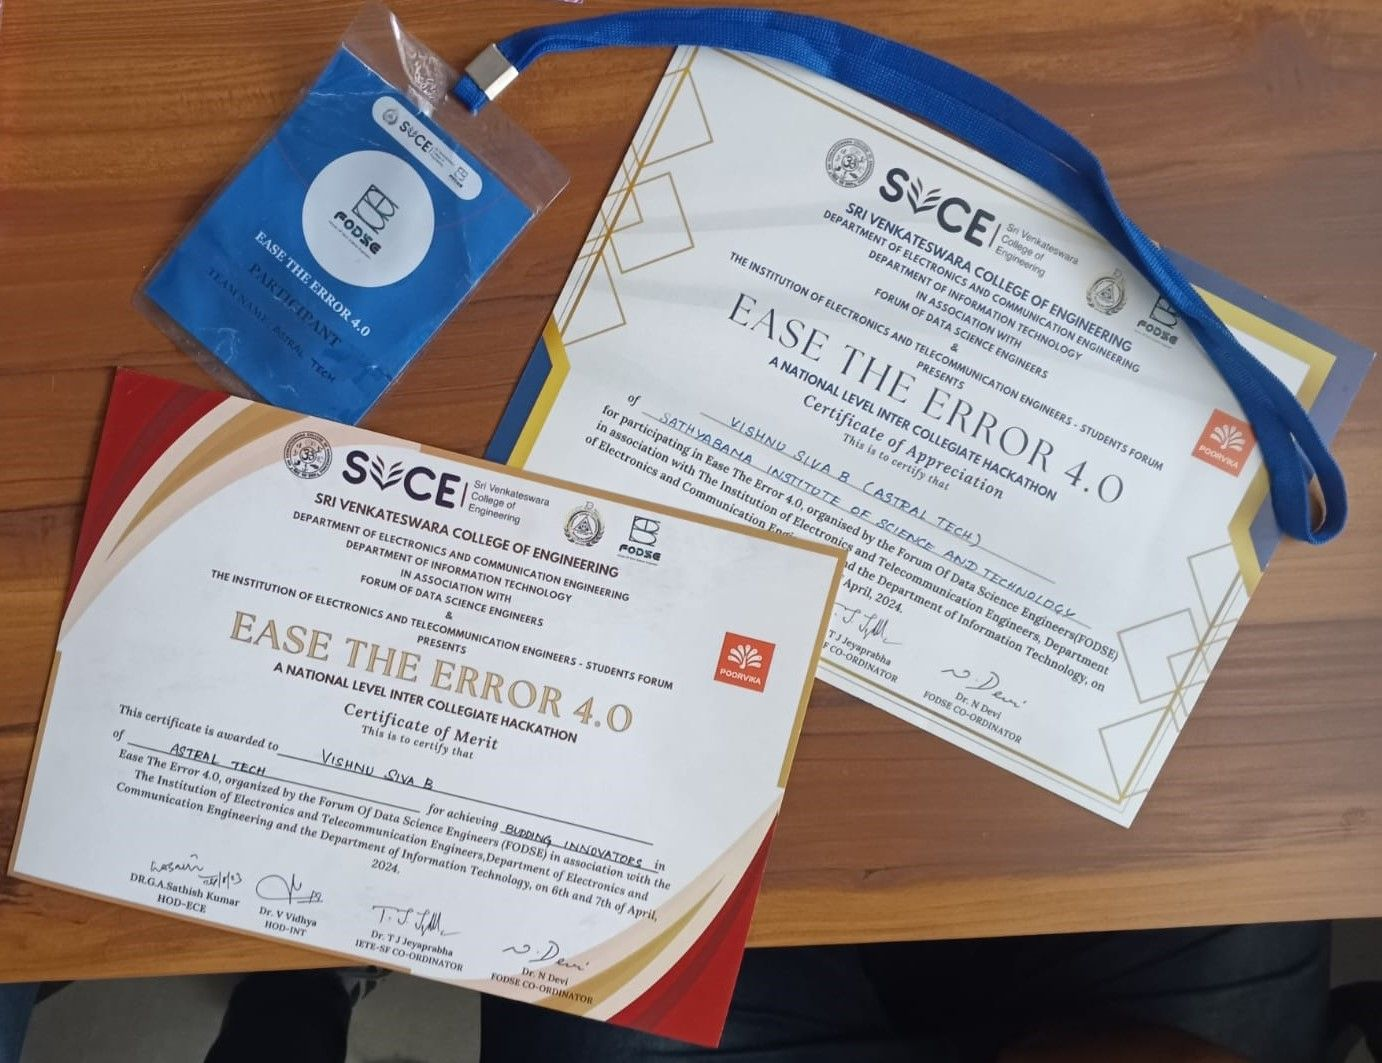 SVCE
FODSE
FODSE
EASE THE ERROR 4.0
PARTICIPANT
TEAM NAME: ASTRAL TECH
SVCE
Sri Venkateswara
College of
Engineering
FODSE
SRI VENKATESWARA COLLEGE OF ENGINEERING
DEPARTMENT OF ELECTRONICS AND COMMUNICATION ENGINEERING
DEPARTMENT OF INFORMATION TECHNOLOGY
IN ASSOCIATION WITH
FORUM OF DATA SCIENCE ENGINEERS
&
THE INSTITUTION OF ELECTRONICS AND TELECOMMUNICATION ENGINEERS - STUDENTS FORUM
PRESENTS
EASE THE ERROR 4.0
A NATIONAL LEVEL INTER COLLEGIATE HACKATHON
POORVIKA
Certificate of Appreciation
This is to certify that
VISHNU SIVA B (ASTRAL TECH)
of SATHYABAMA INSTITUTE OF SCIENCE AND TECHNOLOGY
for participating in Ease The Error 4.0, organised by the Forum Of Data Science Engineers(FODSE)
in association with The Institution of Electronics and Telecommunication Engineers, Department
of Electronics and Communication Engi and the Department of Information Technology, on
April, 2024.
T J Jeyaprabha
SF CO-ORDINATOR
N. Devi
Dr. N Devi
FODSE CO-ORDINATOR
SVCE
Sri Venkateswara
College of
Engineering
FODSE
SRI VENKATESWARA COLLEGE OF ENGINEERING
DEPARTMENT OF ELECTRONICS AND COMMUNICATION ENGINEERING
DEPARTMENT OF INFORMATION TECHNOLOGY
IN ASSOCIATION WITH
FORUM OF DATA SCIENCE ENGINEERS
&
THE INSTITUTION OF ELECTRONICS AND TELECOMMUNICATION ENGINEERS - STUDENTS FORUM
PRESENTS
EASE THE ERROR 4.0
A NATIONAL LEVEL INTER COLLEGIATE HACKATHON
POORVIKA
Certificate of Merit
This is to certify that
This certificate is awarded to VISHNU SIVA B
of ASTRAL TECH for achieving BUDDING INNOVATORS in
Ease The Error 4.0, organized by the Forum Of Data Science Engineers (FODSE) in association with the
The Institution of Electronics and Telecommunication Engineers,Department of Electronics and
Communication Engineering and the Department of Information Technology, on 6th and 7th of April,
2024.
DR.G.A.Sathish Kumar
HOD-ECE
Dr. V Vidhya
HOD-INT
Dr. T J Jeyaprabha
IETE-SF CO-ORDINATOR
N. Devi
Dr. N Devi
FODSE CO-ORDINATOR